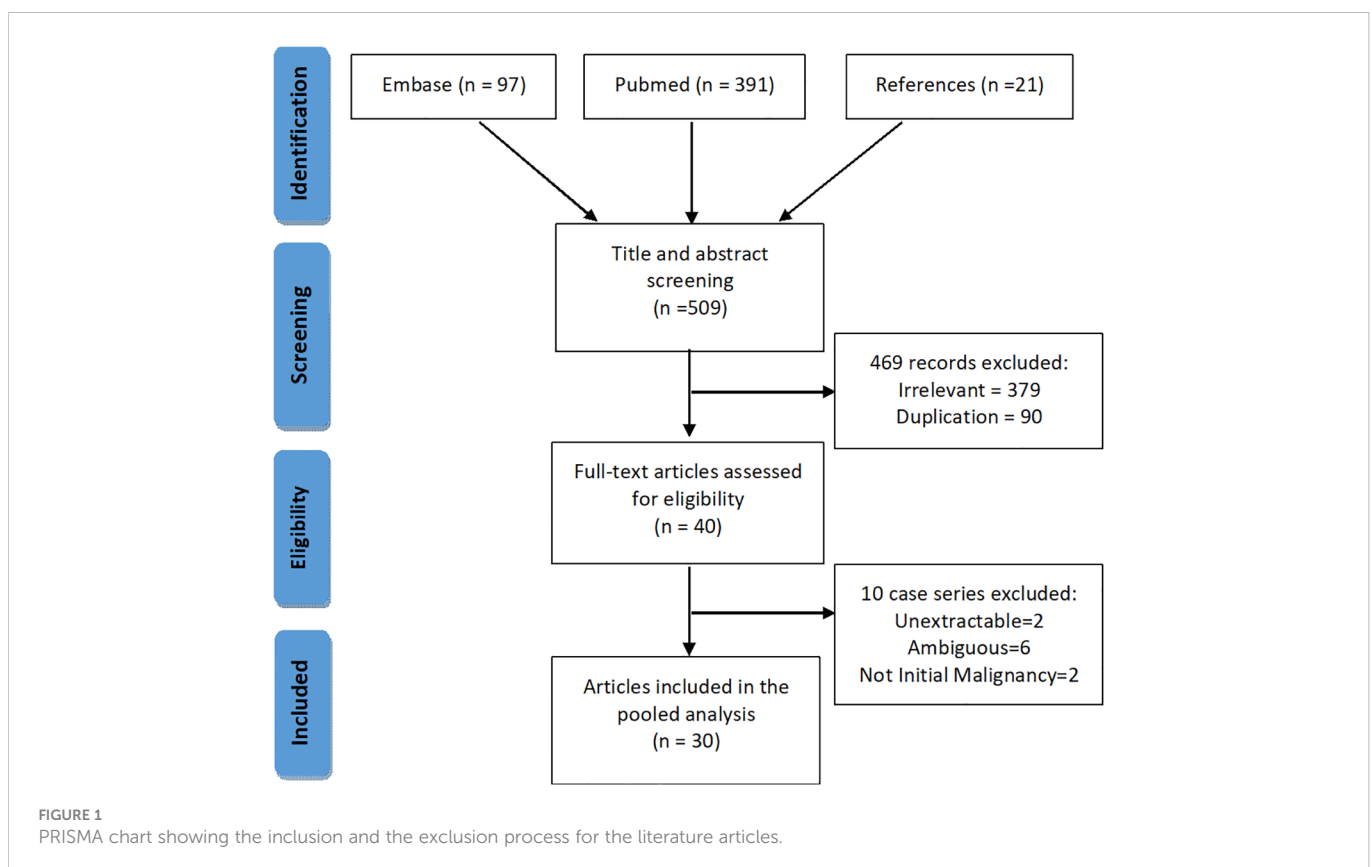 Identification
Embase (n = 97)
Pubmed (n = 391)
References (n =21)
Screening
Title and abstract
screening
(n =509)
469 records excluded:
Irrelevant = 379
Duplication = 90
Eligibility
Full-text articles assessed
for eligibility
(n = 40)
10 case series excluded:
Unextractable=2
Ambiguous=6
Not Initial Malignancy=2
Included
Articles included in the
pooled analysis
(n = 30)
FIGURE 1
PRISMA chart showing the inclusion and the exclusion process for the literature articles.